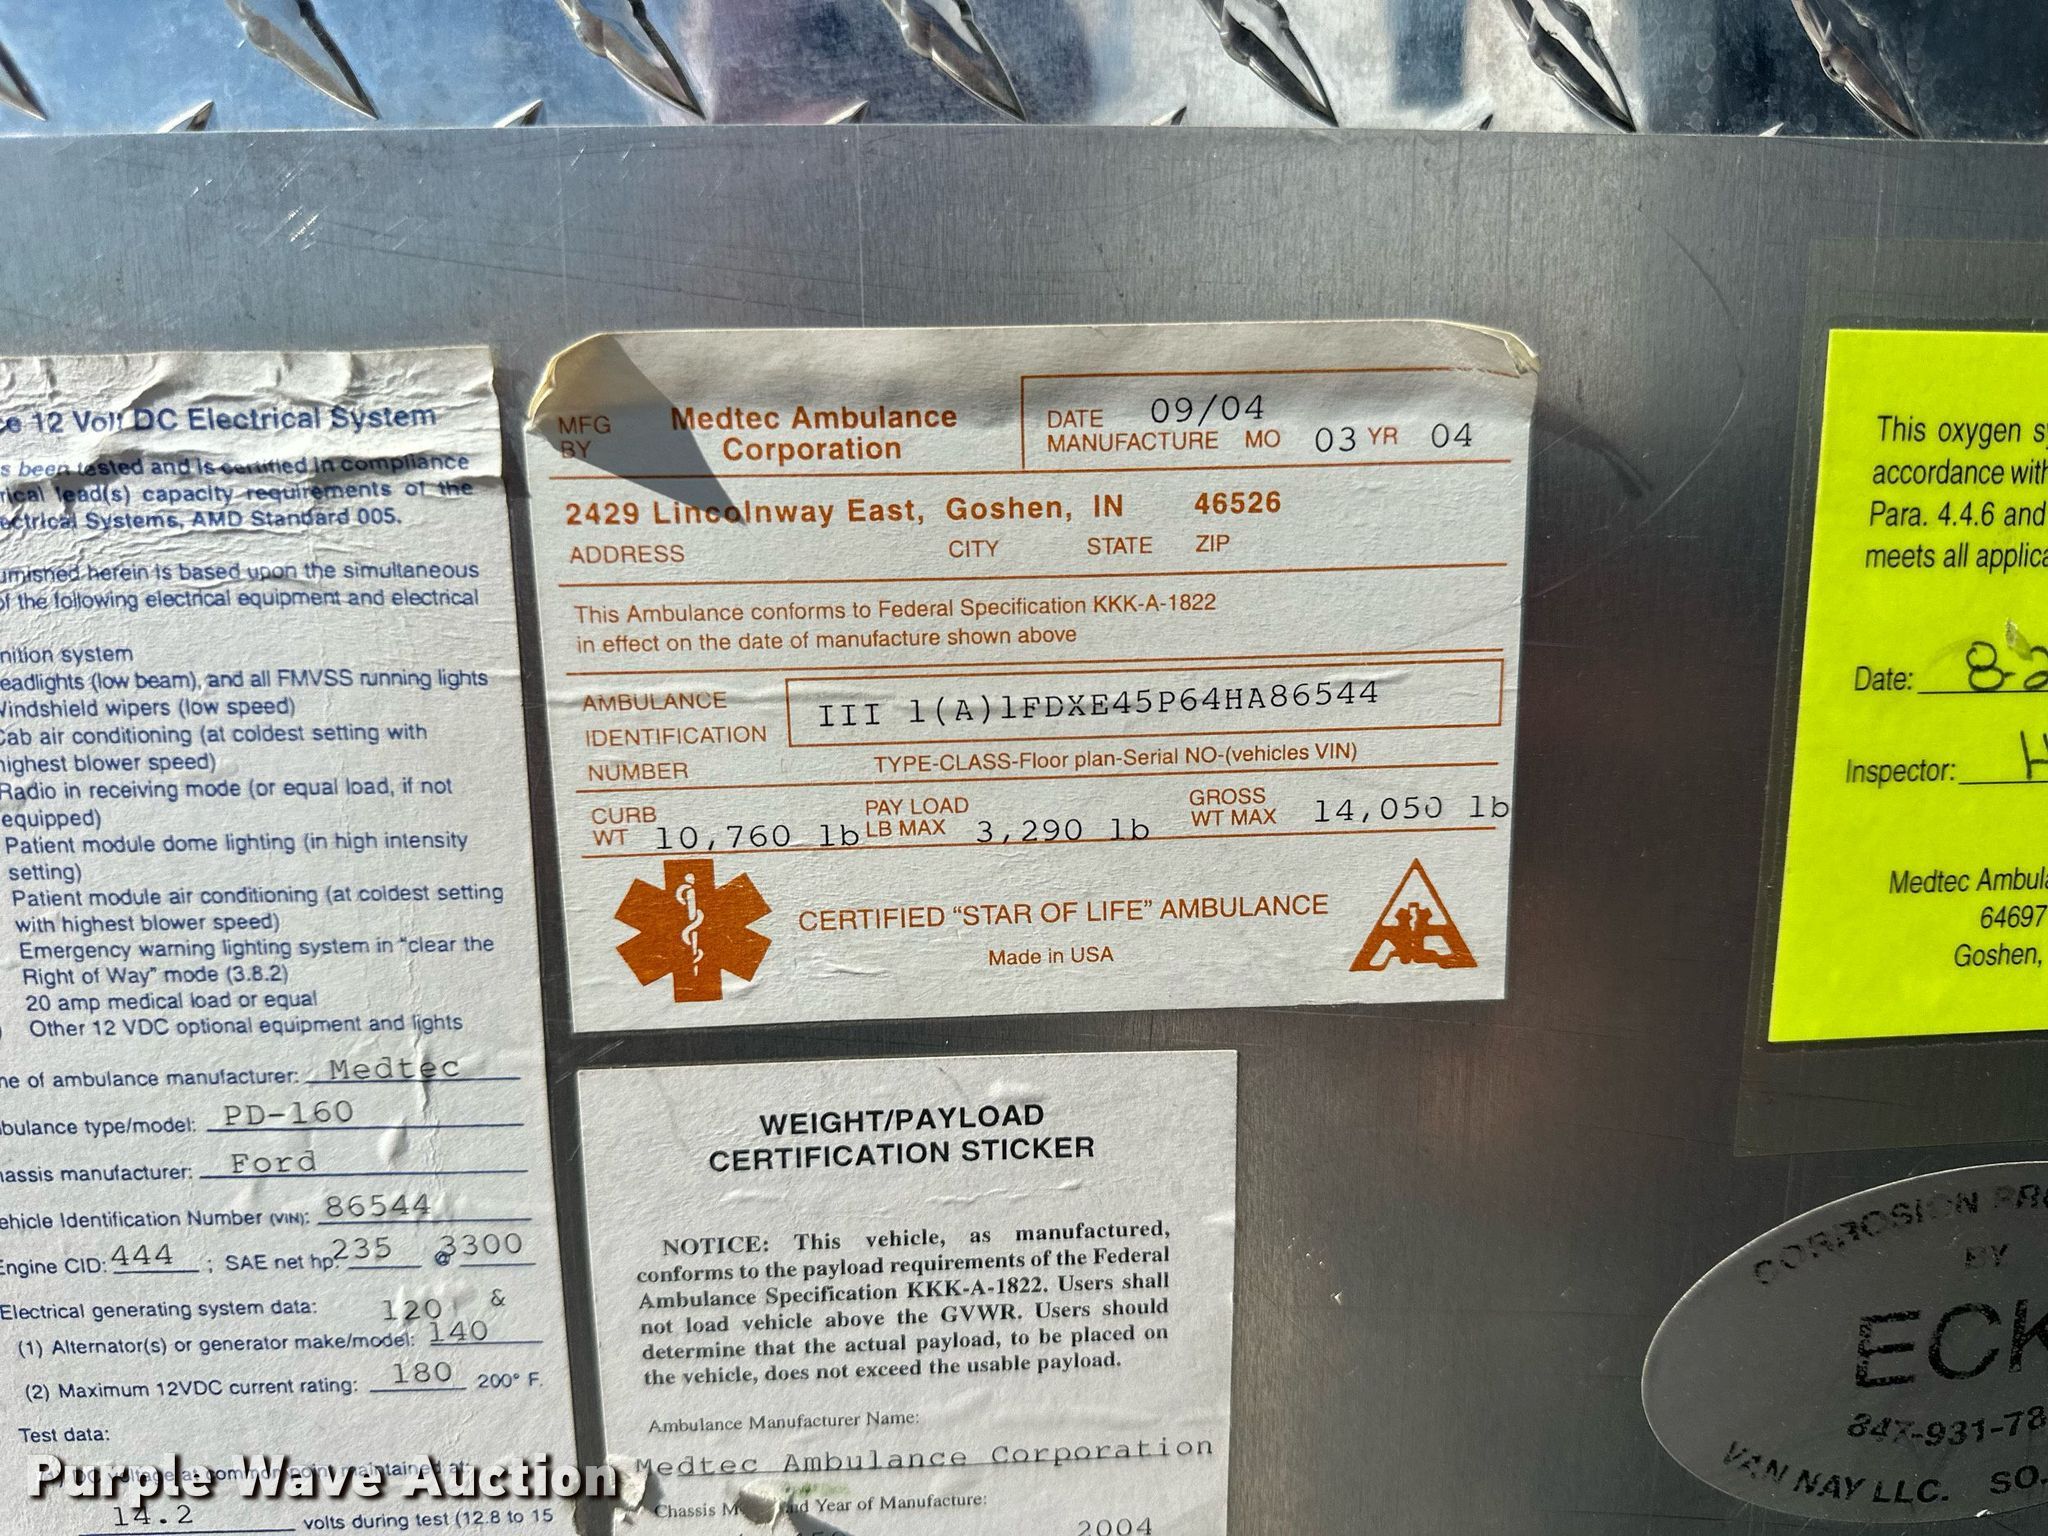 12 Volt DC Electrical System
been tested and is certified in compliance
load(s) capacity requirements of the
Systems, AMD Standard 005.
herein is based upon the simultaneous
of the following electrical equipment and electrical
system
(low beam), and all FMVSS running lights
Windshield wipers (low speed)
Cab air conditioning (at coldest setting with
highest blower speed)
Radio in receiving mode (or equal load, if not
equipped)
Patient module dome lighting (in high intensity
setting)
Patient module air conditioning (at coldest setting
with highest blower speed)
Emergency warning lighting system in "clear the
Right of Way" mode (3.8.2)
20 amp medical load or equal
Other 12 VDC optional equipment and lights
of ambulance manufacturer: Medtec
type/model: PD-160
manufacturer: Ford
Identification Number (VIN): 86544
Engine CID: 444 ; SAE net hp: 235 @ 3300
Electrical generating system data: 120 &
(1) Alternator(s) or generator make/model: 140
(2) Maximum 12VDC current rating: 180 200° F.
Test data:
14.2 volts during test (12.8 to 15
MFG BY Medtec Ambulance Corporation
DATE 09/04
MANUFACTURE MO 03 YR 04
2429 Lincolnway East, Goshen, IN 46526
ADDRESS CITY STATE ZIP
This Ambulance conforms to Federal Specification KKK-A-1822
in effect on the date of manufacture shown above
AMBULANCE
IDENTIFICATION
NUMBER
III 1(A)1FDXE45P64HA86544
TYPE-CLASS-Floor plan-Serial NO-(vehicles VIN)
CURB WT 10,760 lb PAY LOAD LB MAX 3,290 lb GROSS WT MAX 14,050 lb
CERTIFIED "STAR OF LIFE" AMBULANCE
Made in USA
WEIGHT/PAYLOAD
CERTIFICATION STICKER
NOTICE: This vehicle, as manufactured,
conforms to the payload requirements of the Federal
Ambulance Specification KKK-A-1822. Users shall
not load vehicle above the GVWR. Users should
determine that the actual payload, to be placed on
the vehicle, does not exceed the usable payload.
Ambulance Manufacturer Name:
Medtec Ambulance Corporation
Chassis and Year of Manufacture:
2004
This oxygen
accordance with
Para. 4.4.6 and
meets all
Date: 8-2
Inspector: H
Medtec
64697
Goshen,
CORROSION
BY
ECK
847-931-78
VAN NAY LLC. SO
Purple Wave Auction